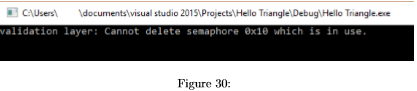 C:\Users\ \documents\visual studio 2015\Projects\Hello Triangle\Debug\Hello Triangle.exe
validation layer: Cannot delete semaphore 0x10 which is in use.
Figure 30: